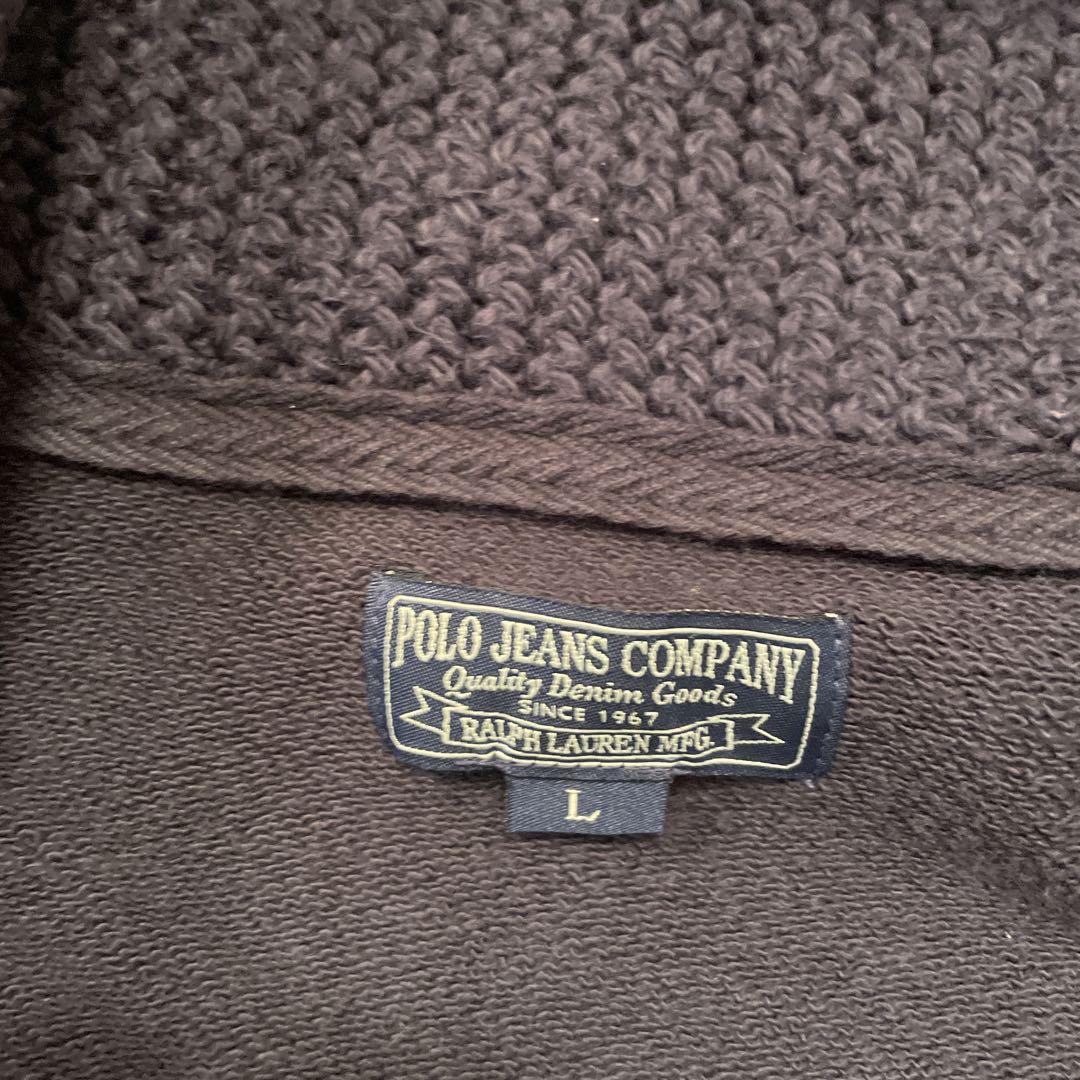 POLO JEANS COMPANY
Quality Denim Goods
SINCE 1967
RALPH LAUREN MFG.
L